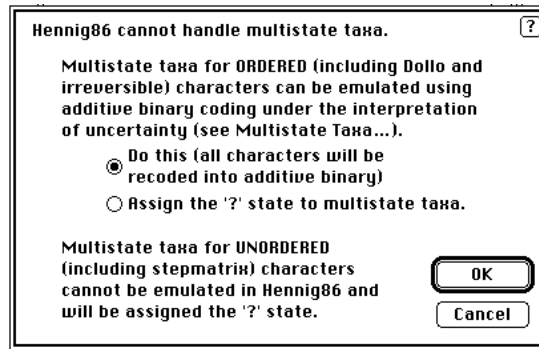 Hennig86 cannot handle multistate taxa.
?
Multistate taxa for ORDERED (including Dollo and
irreversible) characters can be emulated using
additive binary coding under the interpretation
of uncertainty (see Multistate Taxa...).
Do this (all characters will be
recoded into additive binary)
Assign the '?' state to multistate taxa.
Multistate taxa for UNORDERED
(including stepmatrix) characters
cannot be emulated in Hennig86 and
will be assigned the '?' state.
OK
Cancel